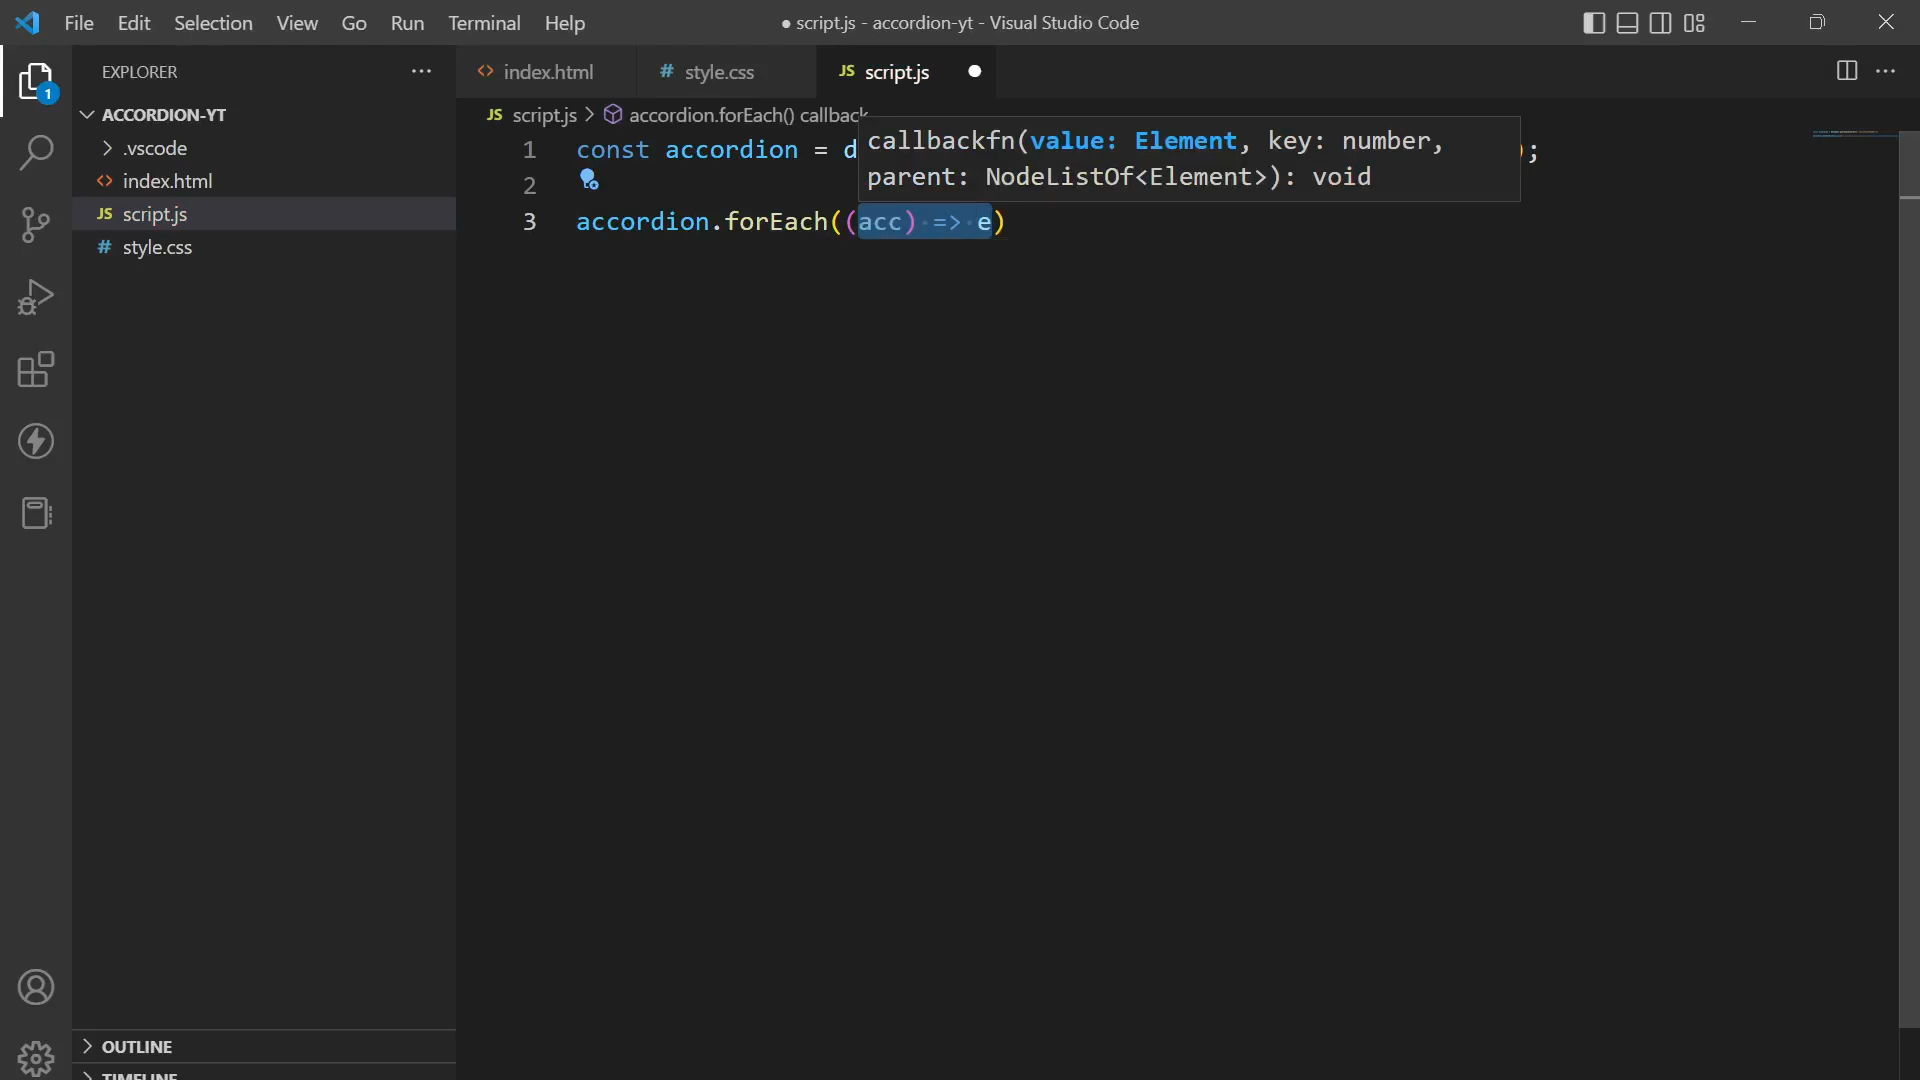 File Edit Selection View Go Run Terminal Help
● script.js - accordion-yt - Visual Studio Code
EXPLORER
ACCORDION-YT
.vscode
index.html
script.js
style.css
OUTLINE
TIMELINE
1
index.html
style.css
JS script.js
JS script.js > accordion.forEach() callback
1 const accordion = d );
2
3 accordion.forEach((acc) => e)
callbackfn(value: Element, key: number,
parent: NodeListOf<Element>): void